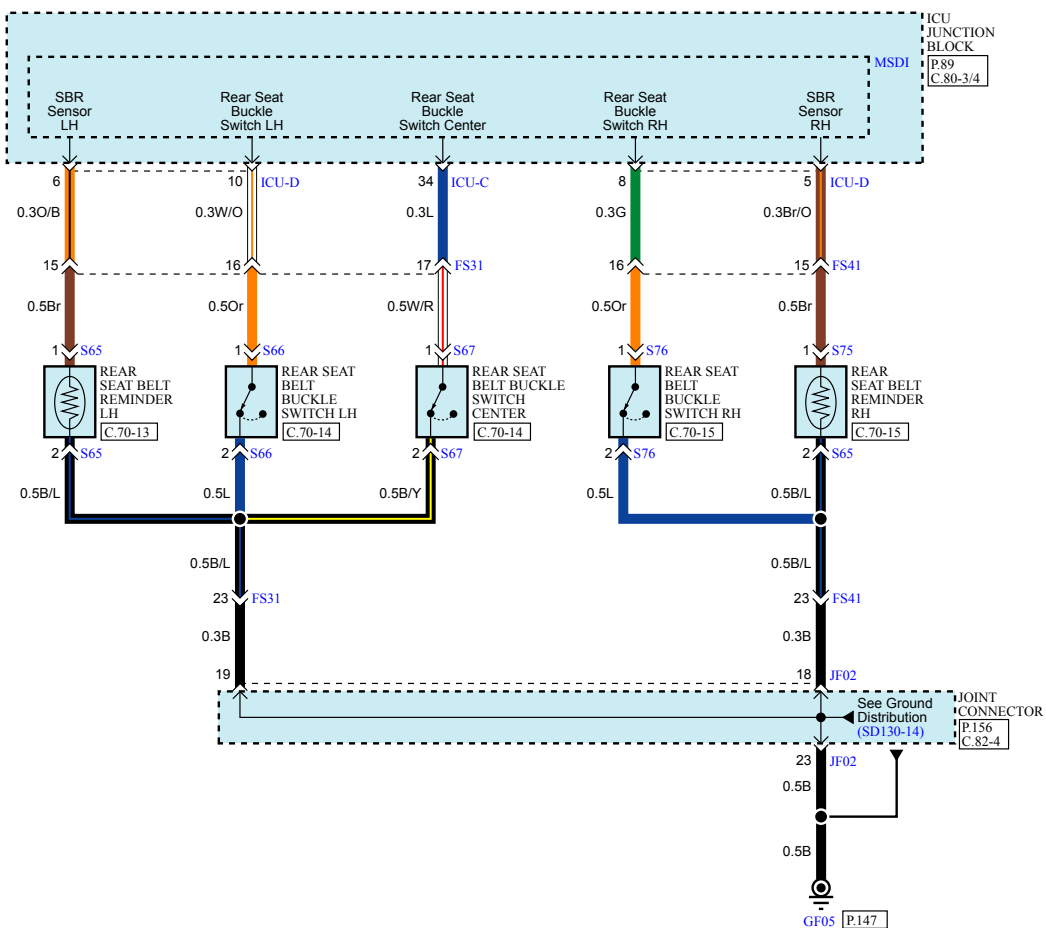 ICU
JUNCTION
BLOCK
P.89
C.80-3/4
MSDI
SBR
Sensor
LH
Rear Seat
Buckle
Switch LH
Rear Seat
Buckle
Switch Center
Rear Seat
Buckle
Switch RH
SBR
Sensor
RH
6
10
ICU-D
34
ICU-C
8
5
ICU-D
0.3O/B
0.3W/O
0.3L
0.3G
0.3Br/O
15
16
17
FS31
16
15
FS41
0.5Br
0.5Or
0.5W/R
0.5Or
0.5Br
1
S65
1
S66
1
S67
1
S76
1
S75
REAR
SEAT BELT
REMINDER
LH
C.70-13
REAR SEAT
BELT
BUCKLE
SWITCH LH
C.70-14
REAR SEAT
BELT BUCKLE
SWITCH
CENTER
C.70-14
REAR SEAT
BELT
BUCKLE
SWITCH RH
C.70-15
REAR
SEAT BELT
REMINDER
RH
C.70-15
2
S65
2
S66
2
S67
2
S76
2
S65
0.5B/L
0.5L
0.5B/Y
0.5L
0.5B/L
0.5B/L
0.5B/L
23
FS31
23
FS41
0.3B
0.3B
19
18
JF02
See Ground
Distribution
(SD130-14)
JOINT
CONNECTOR
P.156
C.82-4
23
JF02
0.5B
0.5B
GF05
P.147